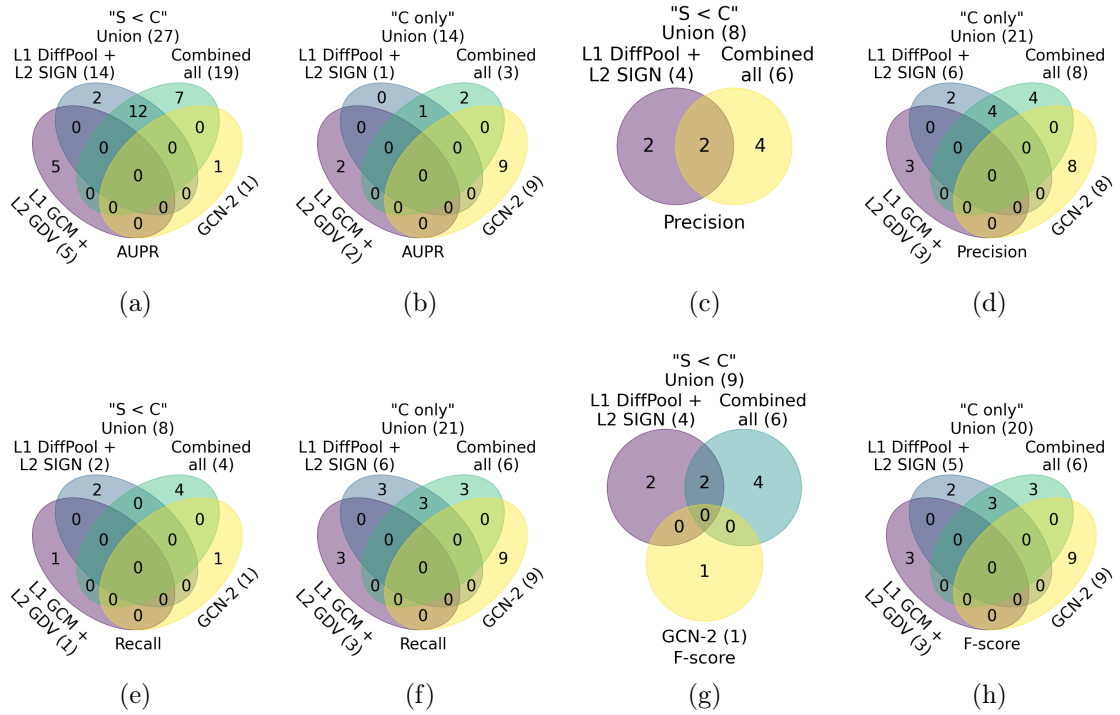 "S < C"
Union (27)
L1 DiffPool +
L2 SIGN (14)
Combined
all (19)
2
7
12
0
0
0
0
5
1
0
0
0
0
0
0
L1 GCM +
L2 GDV (5)
GCN-2 (1)
AUPR
(a)
"C only"
Union (14)
L1 DiffPool +
L2 SIGN (1)
Combined
all (3)
0
2
1
0
0
0
0
2
9
0
0
0
0
0
0
L1 GCM +
L2 GDV (2)
GCN-2 (9)
AUPR
(b)
"S < C"
Union (8)
L1 DiffPool +
L2 SIGN (4)
Combined
all (6)
2
2
4
Precision
(c)
"C only"
Union (21)
L1 DiffPool +
L2 SIGN (6)
Combined
all (8)
2
4
4
0
0
0
0
3
8
0
0
0
0
0
0
L1 GCM +
L2 GDV (3)
GCN-2 (8)
Precision
(d)
"S < C"
Union (8)
L1 DiffPool +
L2 SIGN (2)
Combined
all (4)
2
4
0
0
0
0
0
1
1
0
0
0
0
0
0
L1 GCM +
L2 GDV (1)
GCN-2 (1)
Recall
(e)
"C only"
Union (21)
L1 DiffPool +
L2 SIGN (6)
Combined
all (6)
3
3
3
0
0
0
0
3
9
0
0
0
0
0
0
L1 GCM +
L2 GDV (3)
GCN-2 (9)
Recall
(f)
"S < C"
Union (9)
L1 DiffPool +
L2 SIGN (4)
Combined
all (6)
2
2
4
0
0
0
1
GCN-2 (1)
F-score
(g)
"C only"
Union (20)
L1 DiffPool +
L2 SIGN (5)
Combined
all (6)
2
3
3
0
0
0
0
3
9
0
0
0
0
0
0
L1 GCM +
L2 GDV (3)
GCN-2 (9)
F-score
(h)